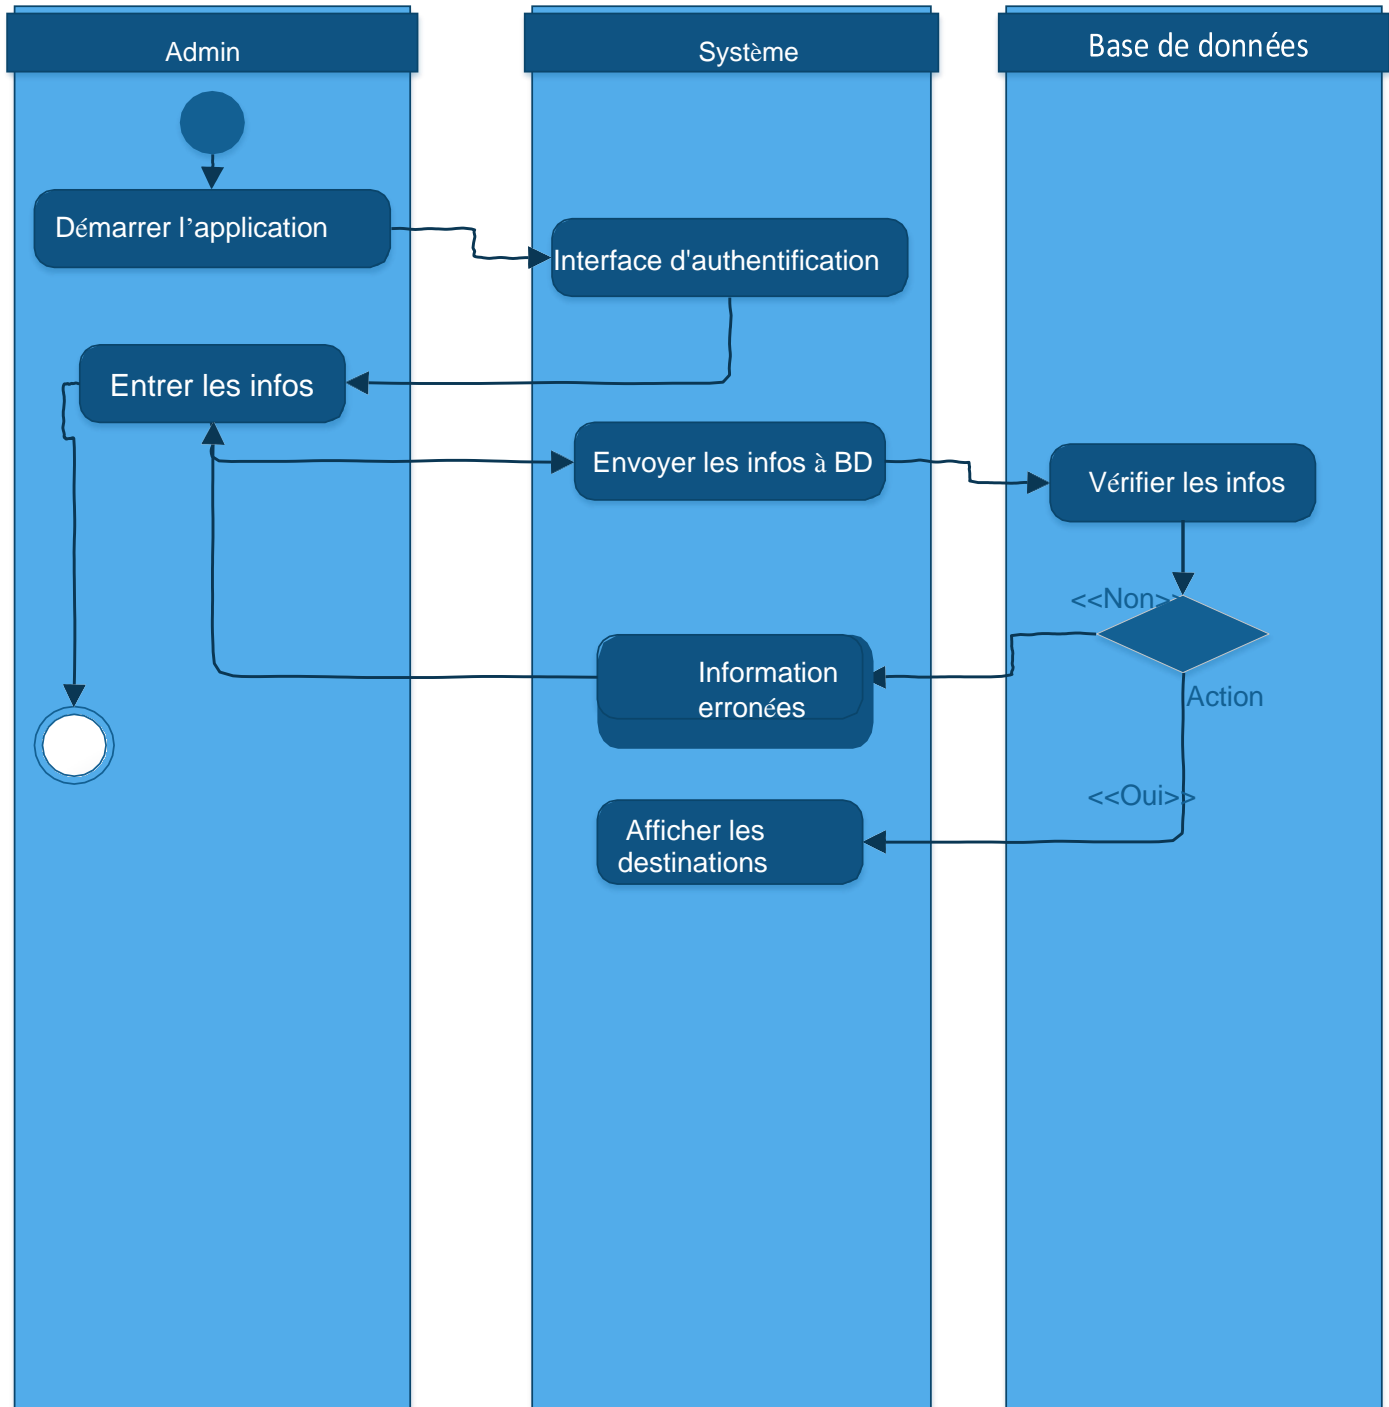 Admin
Système
Base de données
Démarrer l’application
Interface d'authentification
Entrer les infos
Envoyer les infos à BD
Vérifier les infos
<<Non>>
Information
erronées
Action
<<Oui>>
Afficher les
destinations